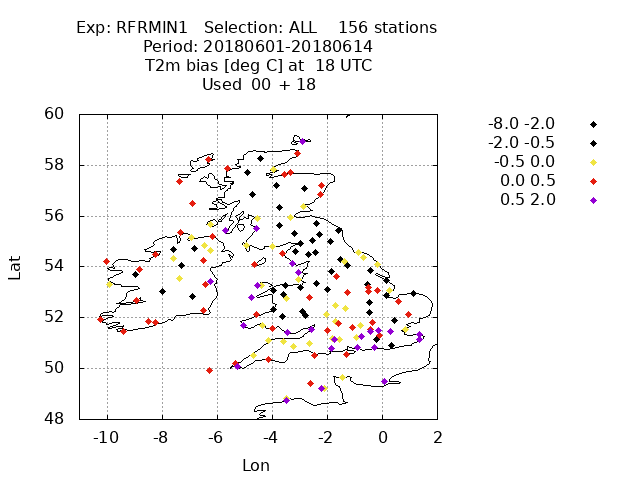 Exp: RFRMIN1 Selection: ALL 156 stations
Period: 20180601-20180614
T2m bias [deg C] at 18 UTC
Used 00 + 18
-8.0 -2.0
-2.0 -0.5
-0.5 0.0
0.0 0.5
0.5 2.0
60
58
56
54
52
50
48
Lat
-10 -8 -6 -4 -2 0 2
Lon